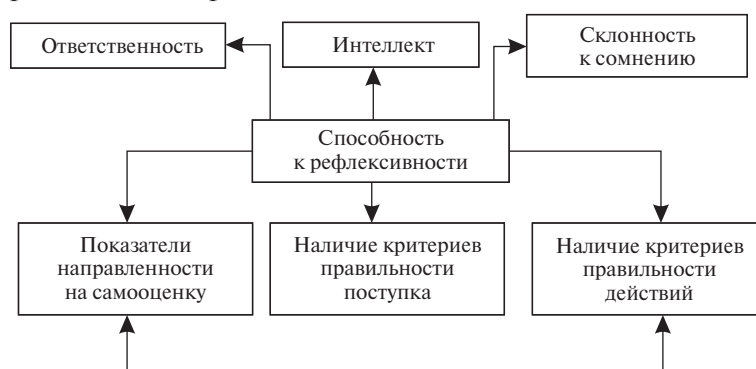 Ответственность
Интеллект
Склонность
к сомнению
Способность
к рефлексивности
Показатели
направленности
на самооценку
Наличие критериев
правильности
поступка
Наличие критериев
правильности
действий